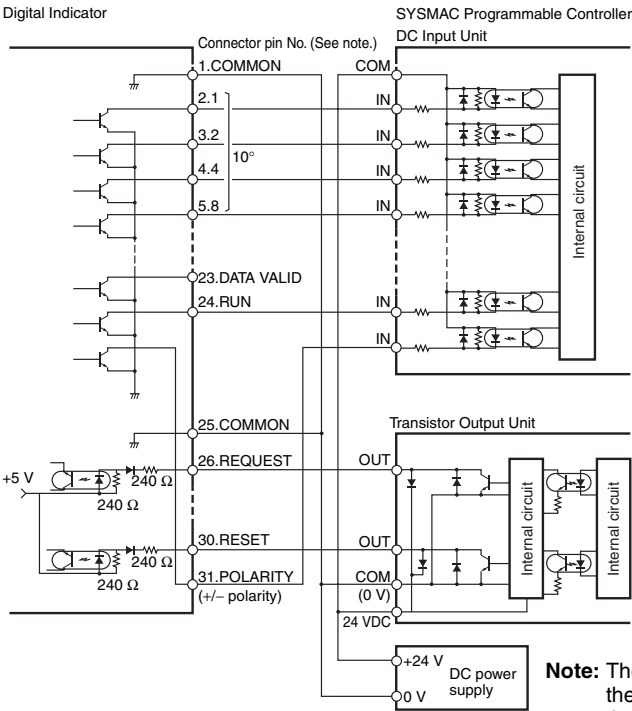 Digital Indicator
SYSMAC Programmable Controller
DC Input Unit
Connector pin No. (See note.)
1.COMMON
COM
2.1
IN
3.2
IN
10°
4.4
IN
5.8
IN
Internal circuit
23.DATA VALID
24.RUN
IN
IN
25.COMMON
Transistor Output Unit
26.REQUEST
OUT
+5 V
240 Ω
240 Ω
Internal circuit
Internal circuit
30.RESET
OUT
240 Ω
240 Ω
31.POLARITY
(+/− polarity)
COM
(0 V)
24 VDC
+24 V
DC power
supply
0 V
Note: The
the